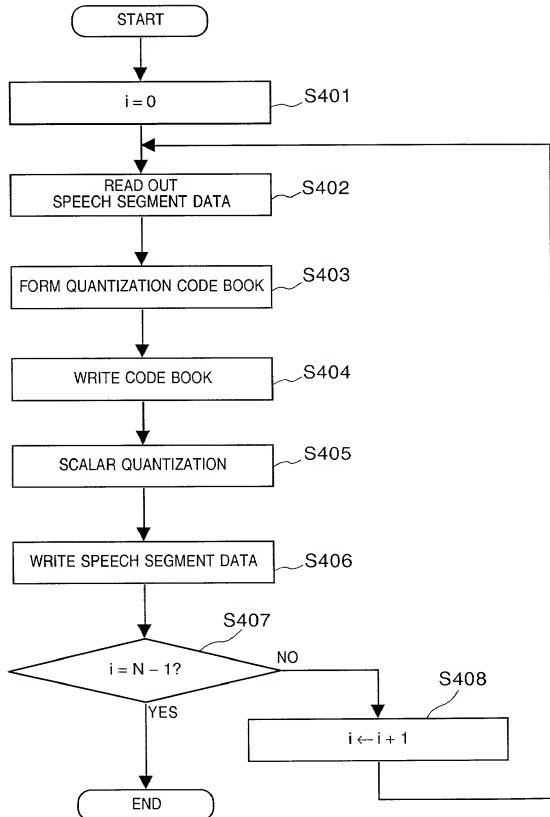 START
i = 0
S401
READ OUT
SPEECH SEGMENT DATA
S402
FORM QUANTIZATION CODE BOOK
S403
WRITE CODE BOOK
S404
SCALAR QUANTIZATION
S405
WRITE SPEECH SEGMENT DATA
S406
S407
i = N – 1?
NO
YES
S408
i ← i + 1
END